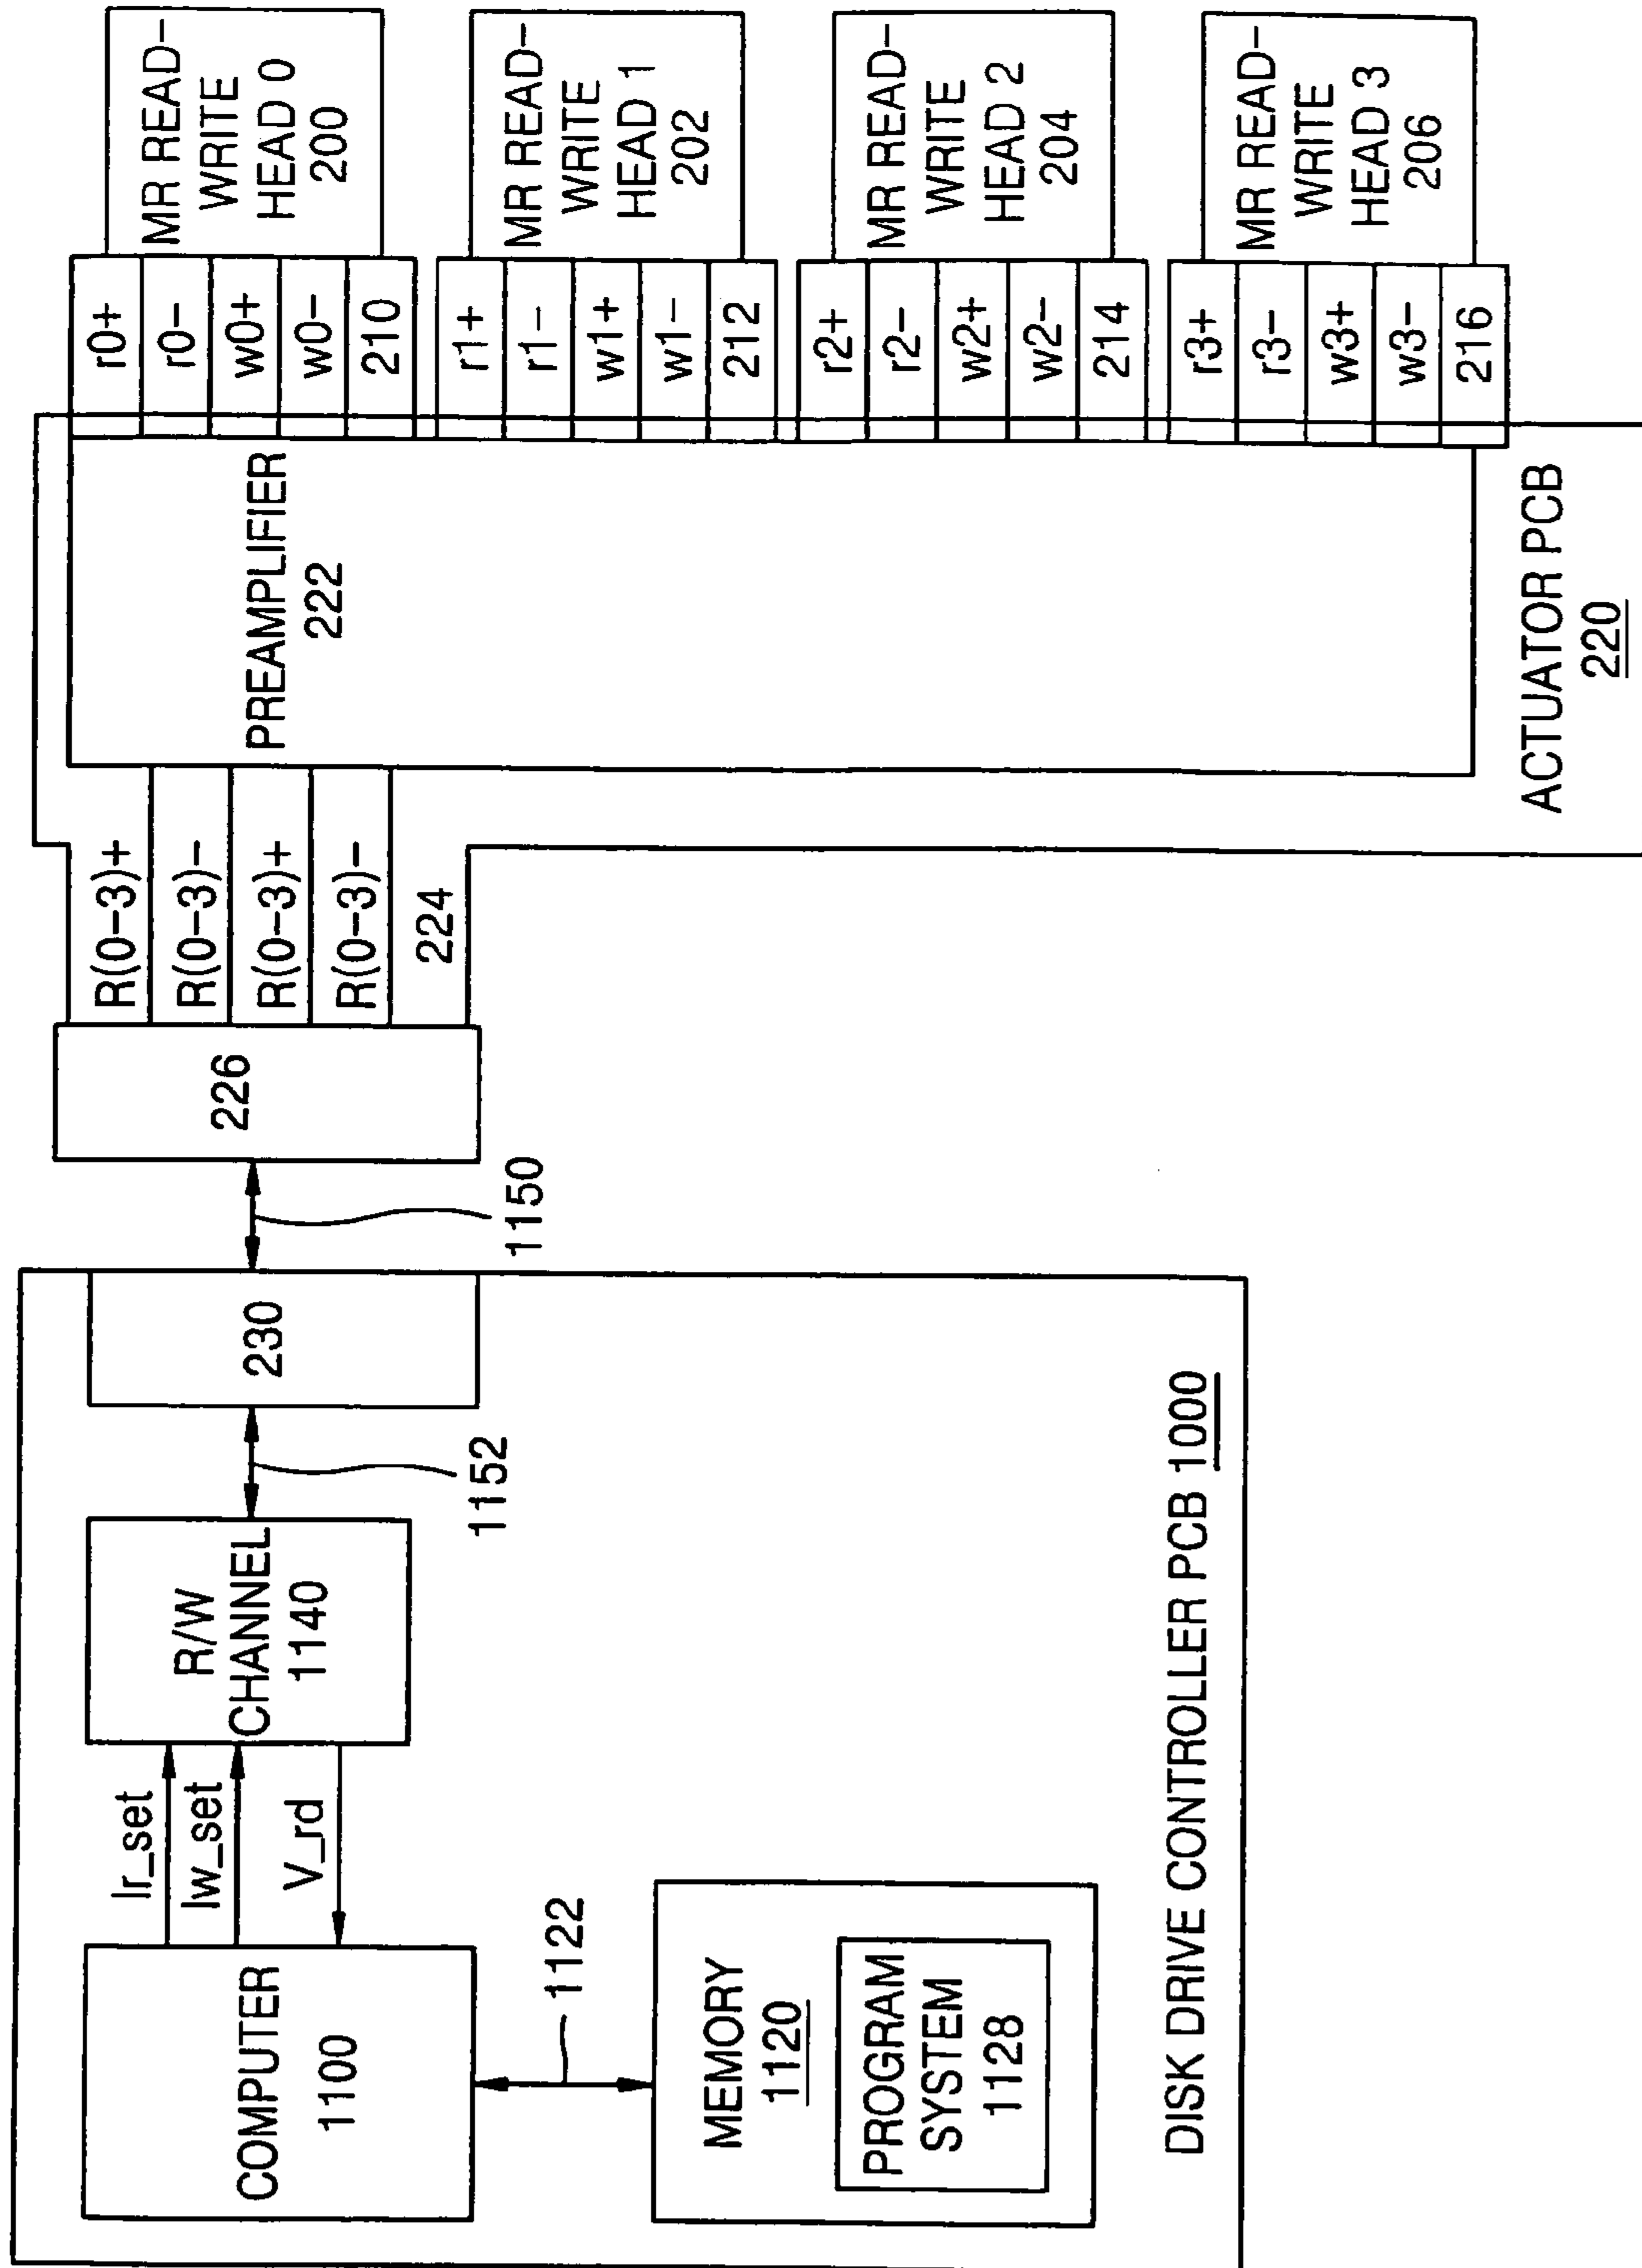 COMPUTER
1100
Ir_set
Iw_set
V_rd
R/W
CHANNEL
1140
1152
230
1150
226
R(0-3)+
R(0-3)-
R(0-3)+
R(0-3)-
224
PREAMPLIFIER
222
r0+
r0-
w0+
w0-
210
MR READ-
WRITE
HEAD 0
200
r1+
r1-
w1+
w1-
212
MR READ-
WRITE
HEAD 1
202
r2+
r2-
w2+
w2-
214
MR READ-
WRITE
HEAD 2
204
r3+
r3-
w3+
w3-
216
MR READ-
WRITE
HEAD 3
206
1122
MEMORY
1120
PROGRAM
SYSTEM
1128
DISK DRIVE CONTROLLER PCB 1000
ACTUATOR PCB
220